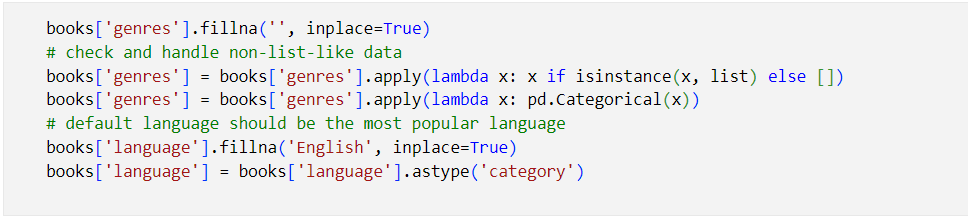 books['genres'].fillna('', inplace=True)
# check and handle non-list-like data
books['genres'] = books['genres'].apply(lambda x: x if isinstance(x, list) else [])
books['genres'] = books['genres'].apply(lambda x: pd.Categorical(x))
# default language should be the most popular language
books['language'].fillna('English', inplace=True)
books['language'] = books['language'].astype('category')